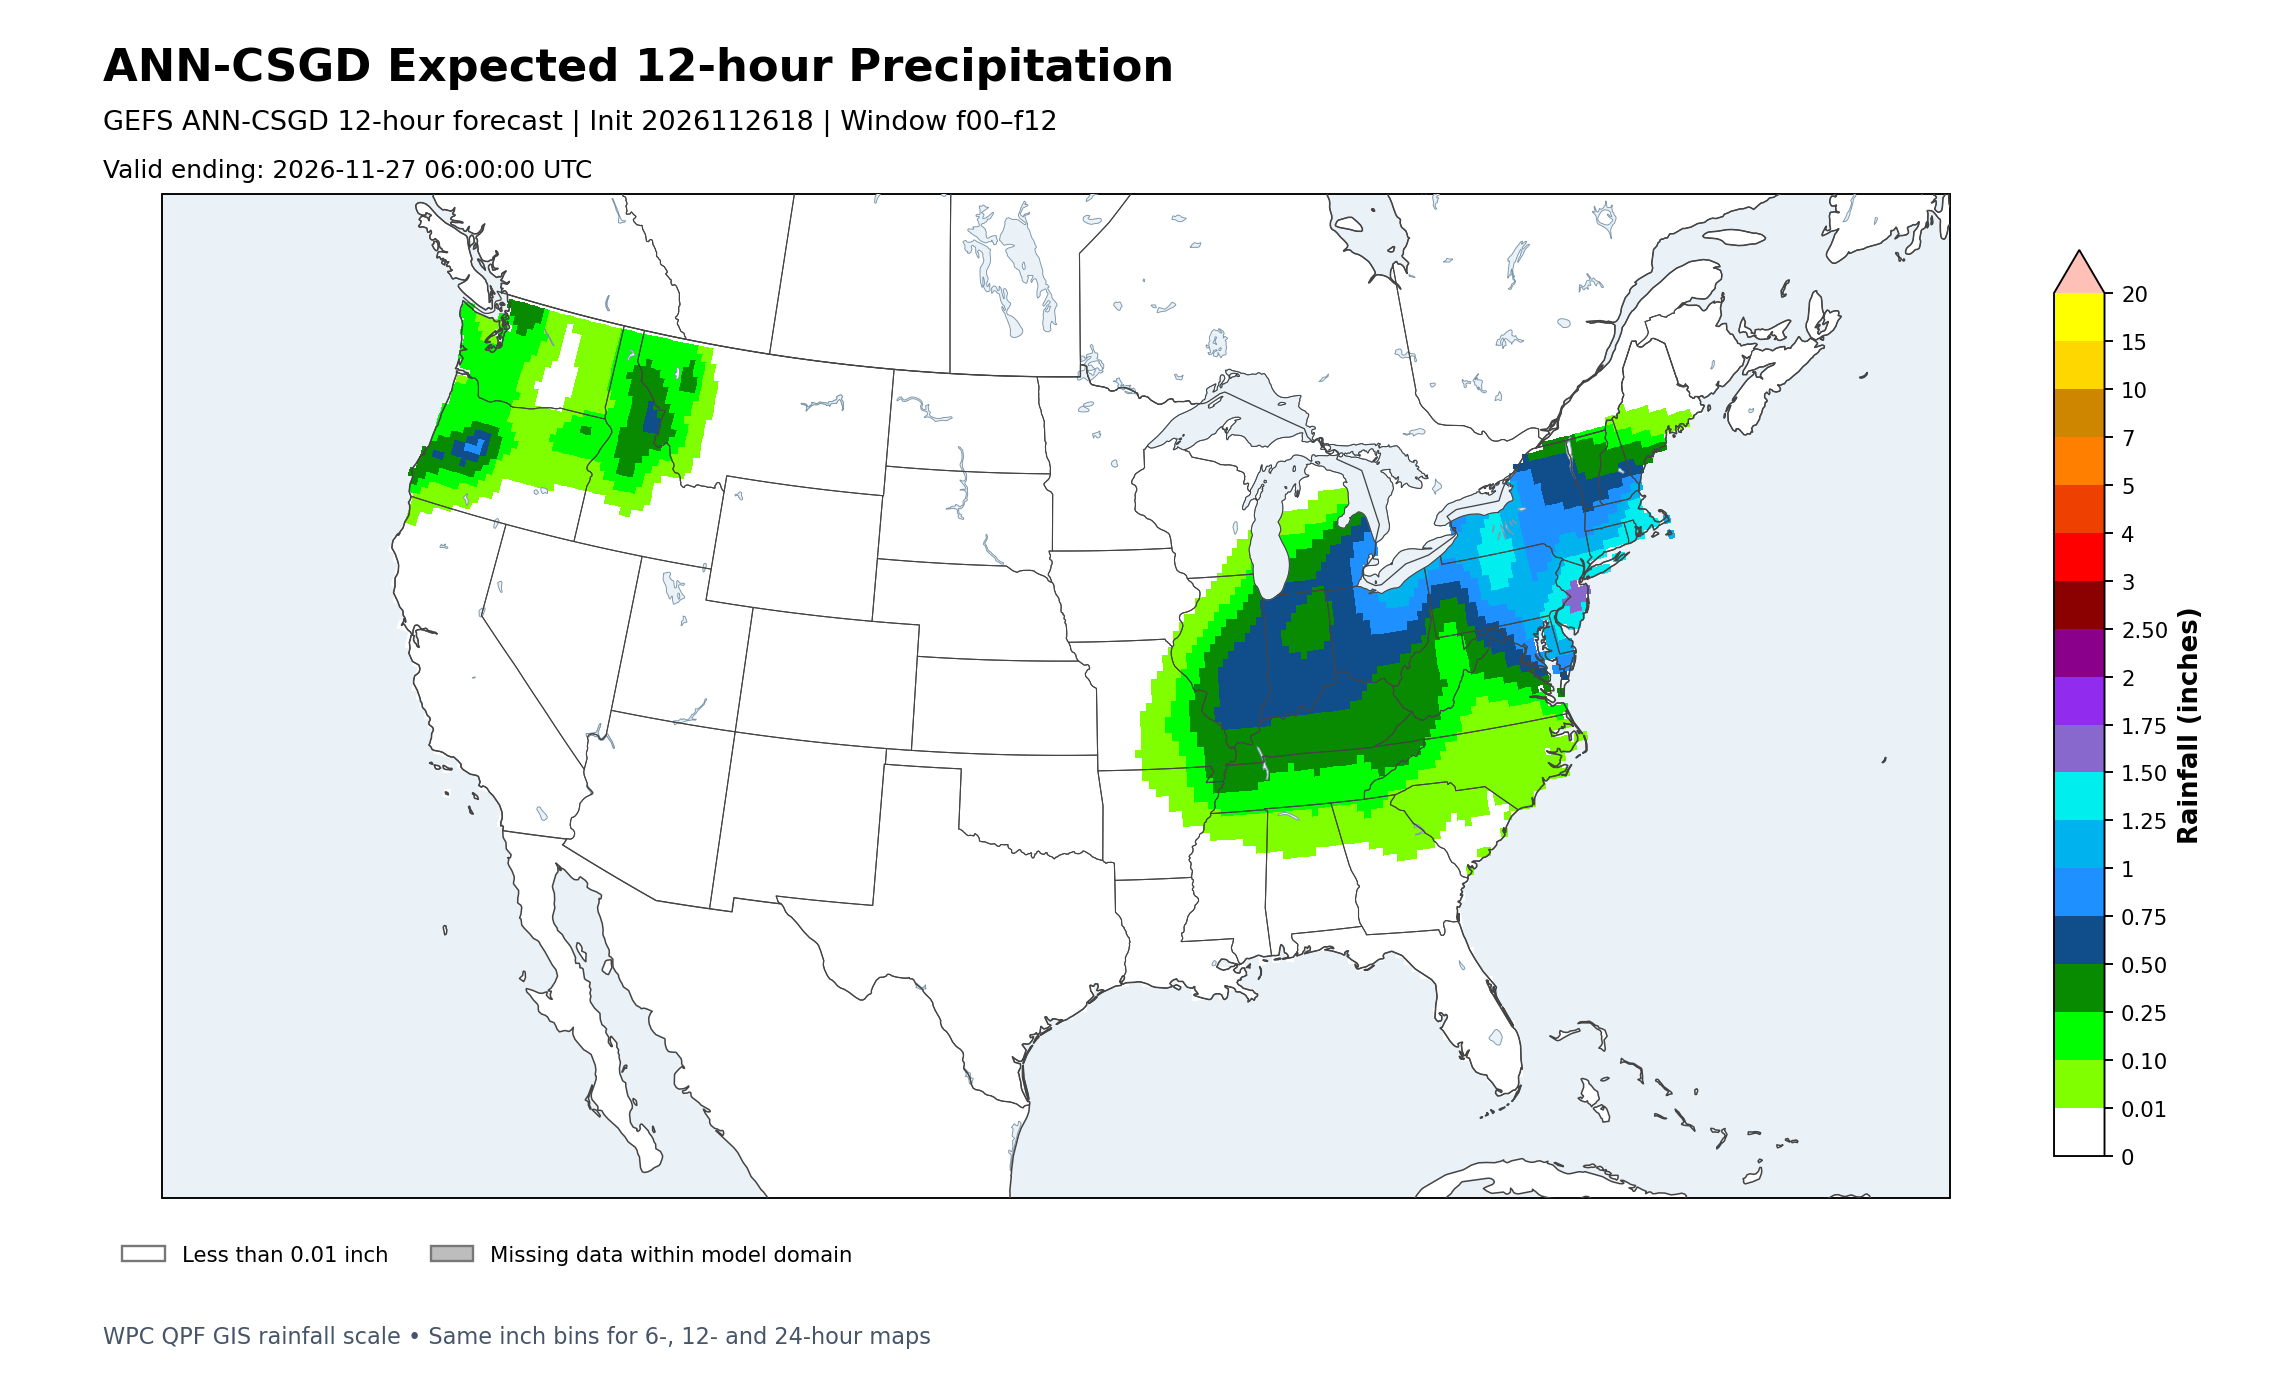 ANN-CSGD Expected 12-hour Precipitation
GEFS ANN-CSGD 12-hour forecast | Init 2026112618 | Window f00–f12
Valid ending: 2026-11-27 06:00:00 UTC
20
15
10
7
5
4
3
2.50
2
1.75
1.50
1.25
1
0.75
0.50
0.25
0.10
0.01
0
Rainfall (inches)
Less than 0.01 inch
Missing data within model domain
WPC QPF GIS rainfall scale • Same inch bins for 6-, 12- and 24-hour maps